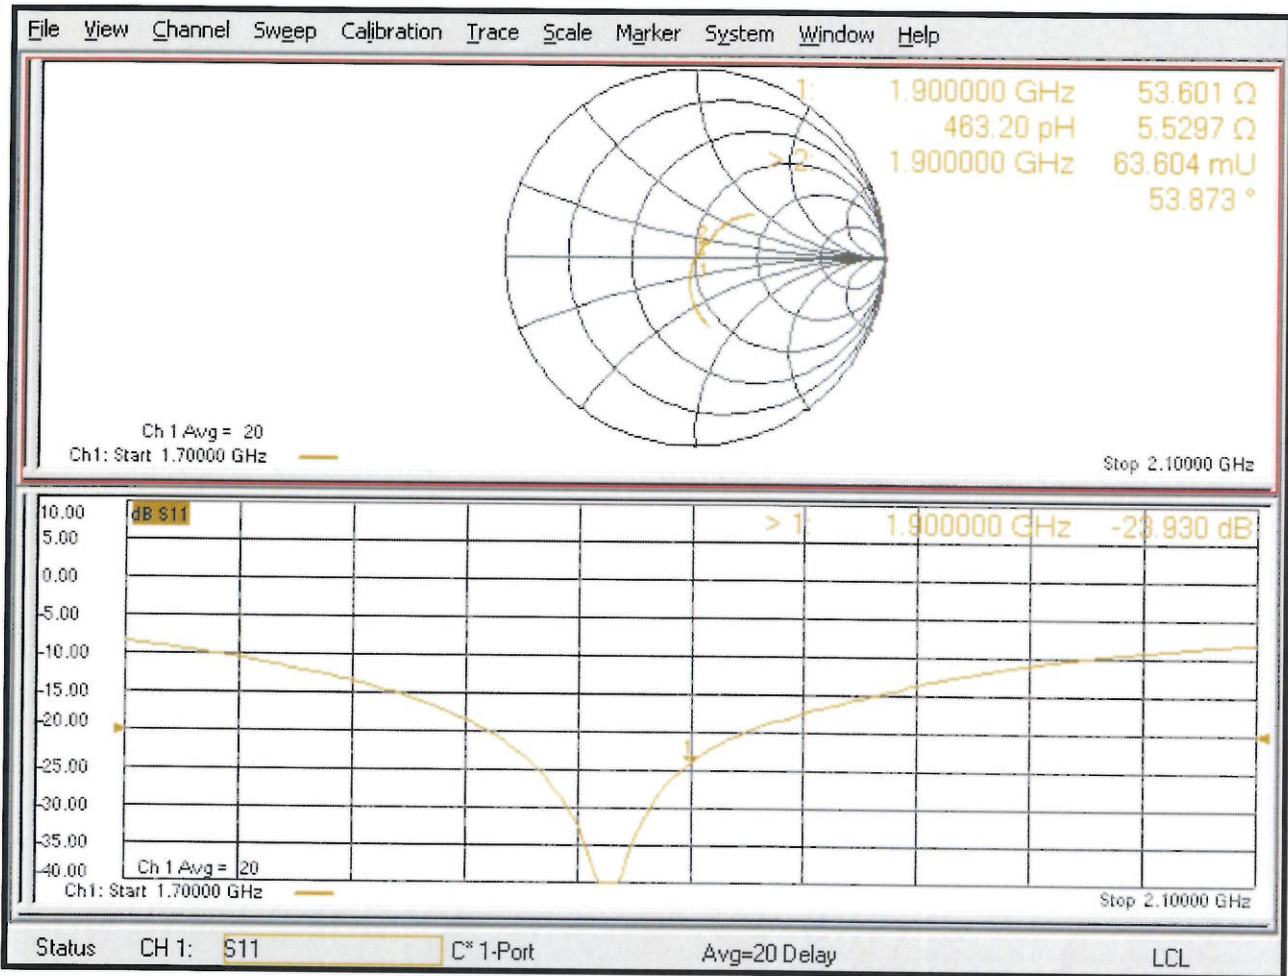 File View Channel Sweep Calibration Trace Scale Marker System Window Help
1: 1.900000 GHz 53.601 Ω
463.20 pH 5.5297 Ω
> 2: 1.900000 GHz 63.604 mU
53.873 °
2
1
Ch 1 Avg = 20
Ch1: Start 1.70000 GHz
Stop 2.10000 GHz
10.00
dB S11
> 1: 1.900000 GHz -23.930 dB
5.00
0.00
-5.00
-10.00
-15.00
-20.00
1
-25.00
-30.00
-35.00
-40.00
Ch 1 Avg = 20
Ch1: Start 1.70000 GHz
Stop 2.10000 GHz
Status CH 1: S11 C* 1-Port Avg=20 Delay LCL